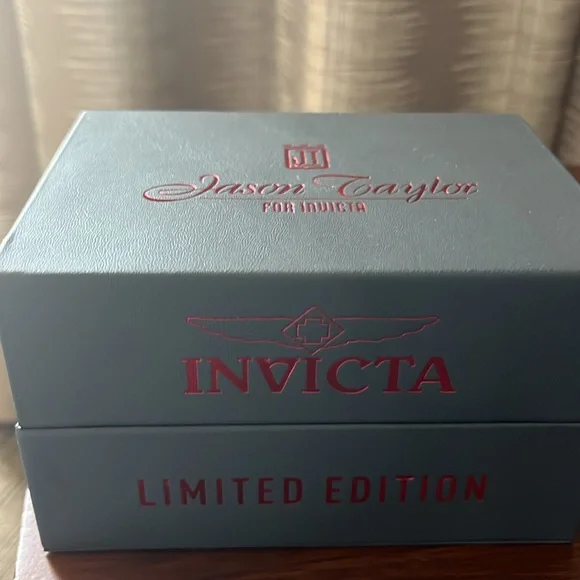 JT
Jason Taylor
FOR INVICTA
INVICTA
LIMITED EDITION